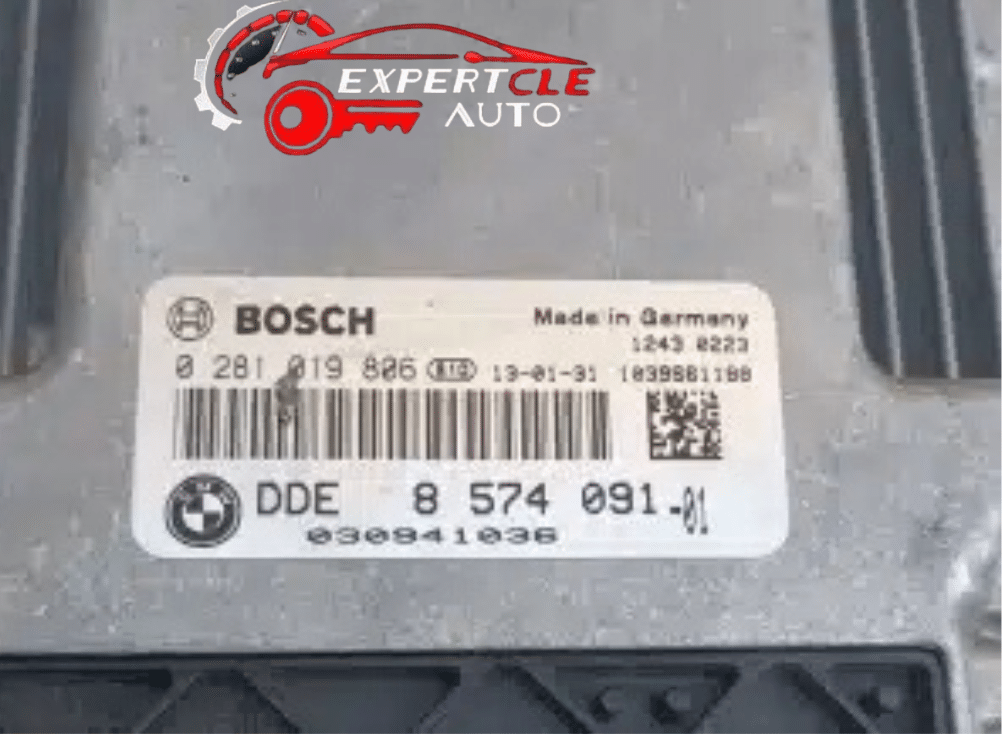 EXPERTCLE
AUTO
BOSCH
Made in Germany
1243 0223
0 281 019 806 13-01-31
DDE 8 574 091-01